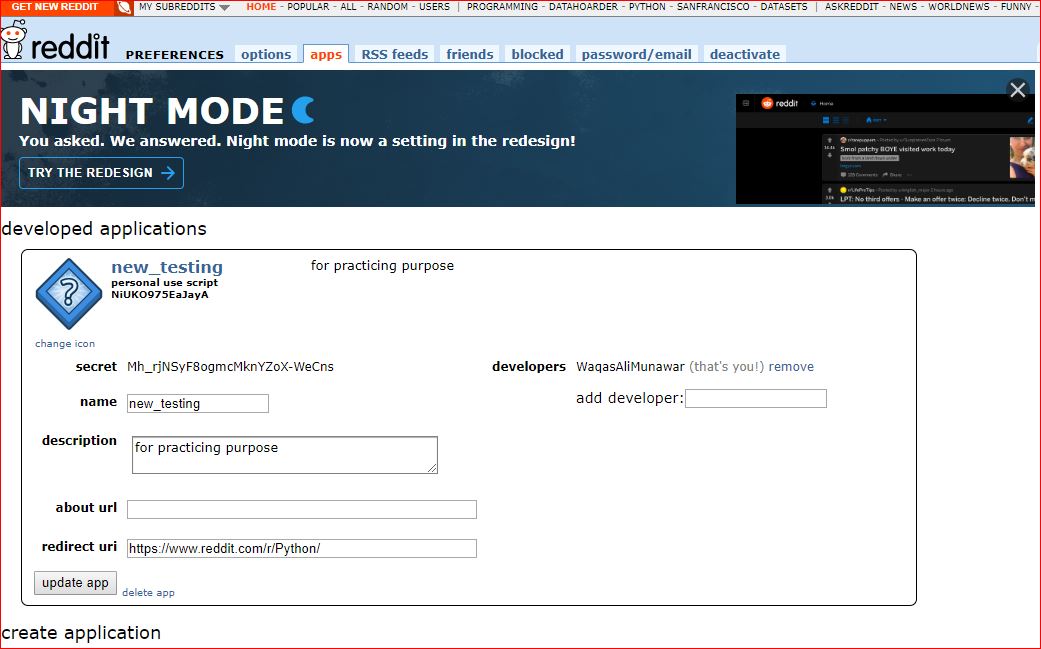 GET NEW REDDIT MY SUBREDDITS HOME - POPULAR - ALL - RANDOM - USERS | PROGRAMMING - DATAHOARDER - PYTHON - SANFRANCISCO - DATASETS | ASKREDDIT - NEWS - WORLDNEWS - FUNNY -
reddit PREFERENCES options apps RSS feeds friends blocked password/email deactivate
NIGHT MODE
You asked. We answered. Night mode is now a setting in the redesign!
TRY THE REDESIGN →
reddit Home
Smol patchy BOYE visited work today
LPT: No third offers - Make an offer twice: Decline twice. Don't m
developed applications
new_testing for practicing purpose
personal use script
NiUKO975EaJayA
change icon
secret Mh_rjNSyF8ogmcMknYZoX-WeCns developers WaqasAliMunawar (that's you!) remove
name new_testing add developer:
description for practicing purpose
about url
redirect uri https://www.reddit.com/r/Python/
update app delete app
create application